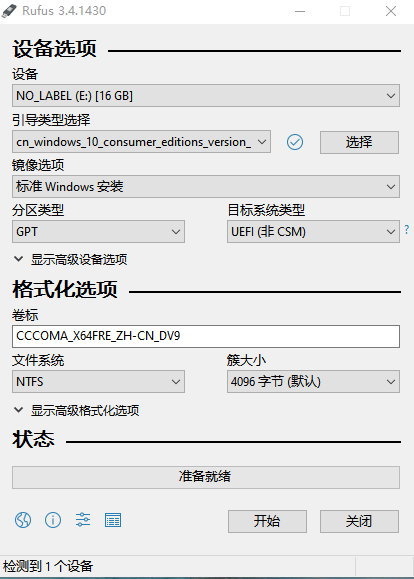 Rufus 3.4.1430
设备选项
设备
NO_LABEL (E:) [16 GB]
引导类型选择
cn_windows_10_consumer_editions_version_
选择
镜像选项
标准 Windows 安装
分区类型
目标系统类型
GPT
UEFI (非 CSM)
?
显示高级设备选项
格式化选项
卷标
CCCOMA_X64FRE_ZH-CN_DV9
文件系统
簇大小
NTFS
4096 字节 (默认)
显示高级格式化选项
状态
准备就绪
开始
关闭
检测到 1 个设备